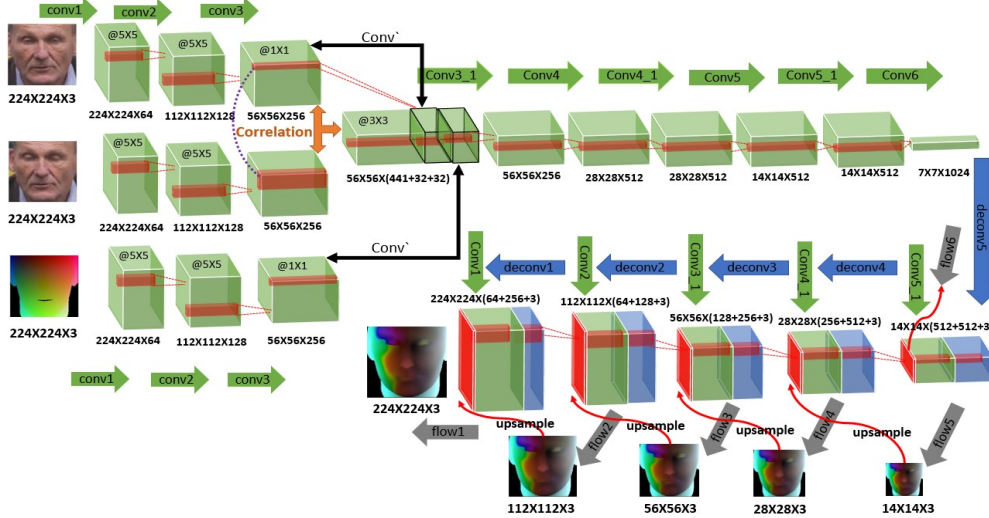 conv1
conv2
conv3
@5X5
@5X5
@1X1
Conv`
224X224X3
224X224X64
112X112X128
56X56X256
Correlation
@3X3
56X56X(441+32+32)
Conv3_1
Conv4
Conv4_1
Conv5
Conv5_1
Conv6
56X56X256
28X28X512
28X28X512
14X14X512
14X14X512
7X7X1024
@5X5
@5X5
224X224X3
224X224X64
112X112X128
56X56X256
Conv`
@5X5
@5X5
@1X1
224X224X3
224X224X64
112X112X128
56X56X256
conv1
conv2
conv3
deconv5
flow6
Conv1
deconv1
Conv2
deconv2
Conv3_1
deconv3
Conv4_1
deconv4
Conv5_1
224X224X(64+256+3)
112X112X(64+128+3)
56X56X(128+256+3)
28X28X(256+512+3)
14X14X(512+512+3
224X224X3
flow1
upsample
flow2
upsample
flow3
upsample
flow4
upsample
flow5
112X112X3
56X56X3
28X28X3
14X14X3